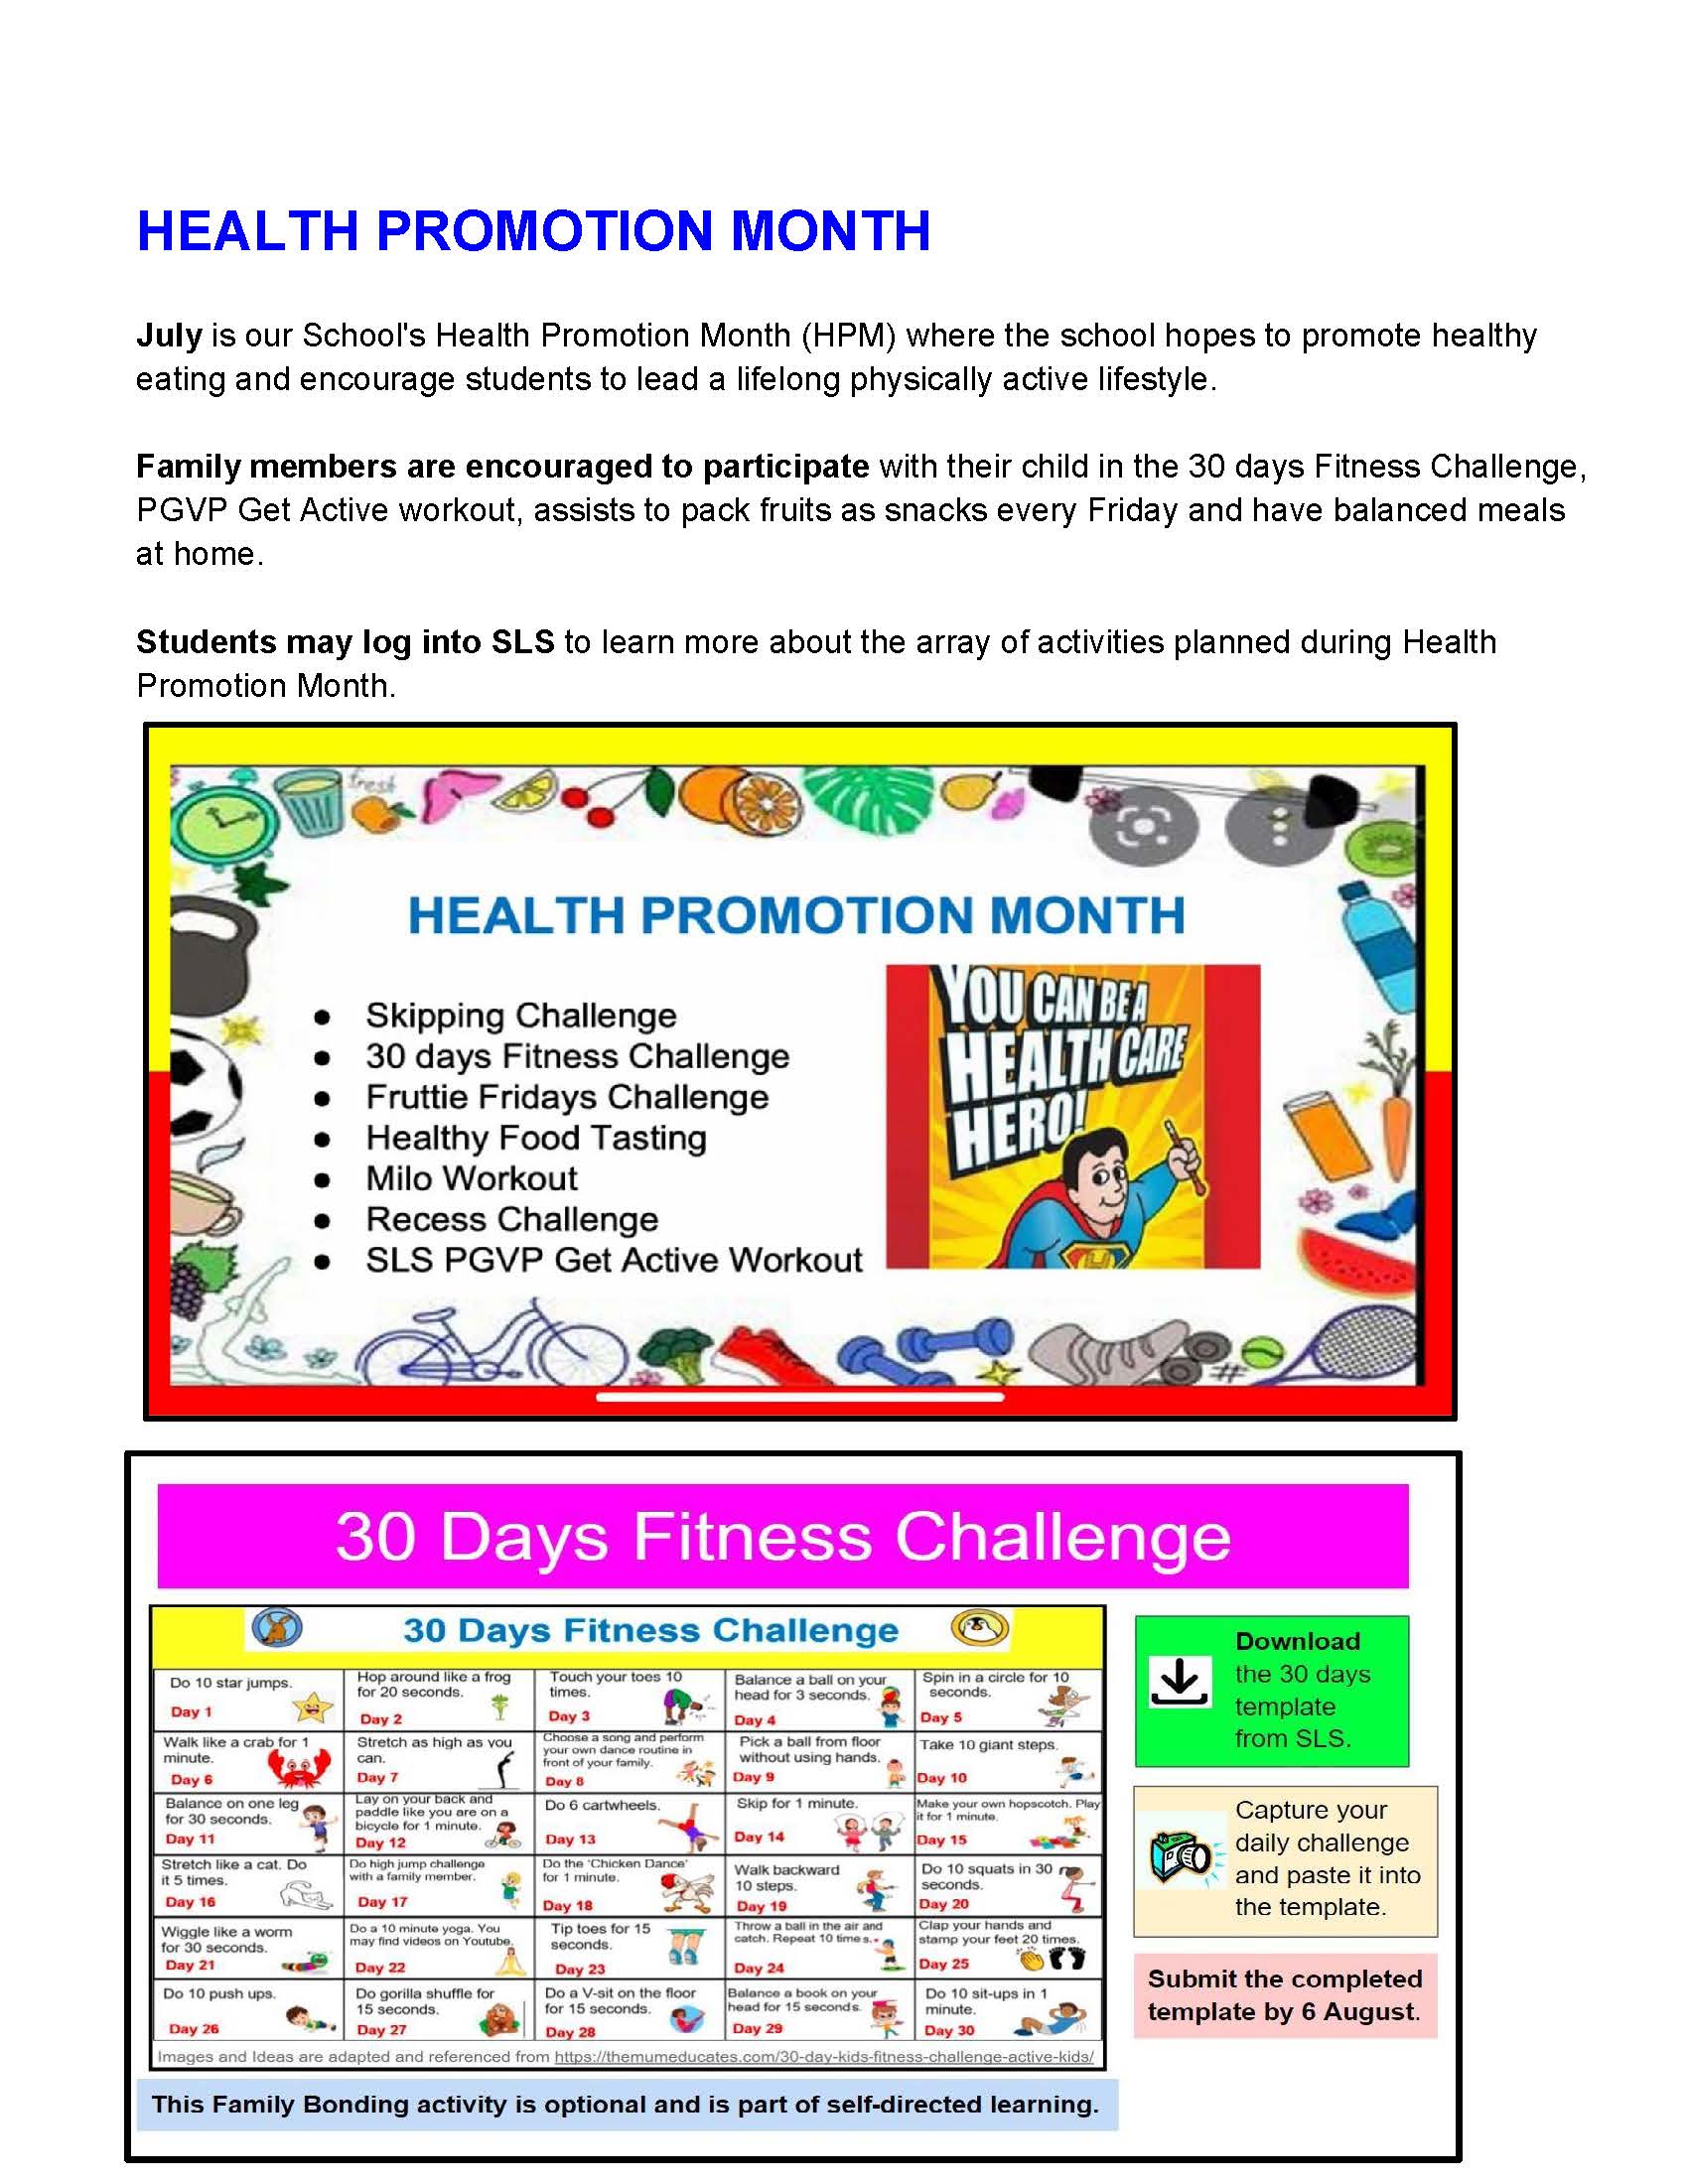 HEALTH PROMOTION MONTH
July is our School's Health Promotion Month (HPM) where the school hopes to promote healthy
eating and encourage students to lead a lifelong physically active lifestyle.
Family members are encouraged to participate with their child in the 30 days Fitness Challenge,
PGVP Get Active workout, assists to pack fruits as snacks every Friday and have balanced meals
at home.
Students may log into SLS to learn more about the array of activities planned during Health
Promotion Month.
fresh
HEALTH PROMOTION MONTH
● Skipping Challenge
● 30 days Fitness Challenge
● Fruttie Fridays Challenge
● Healthy Food Tasting
● Milo Workout
● Recess Challenge
● SLS PGVP Get Active Workout
YOU CAN BE A
HEALTH CARE
HERO!
H
30 Days Fitness Challenge
30 Days Fitness Challenge
Do 10 star jumps.
Day 1
Hop around like a frog
for 20 seconds.
Day 2
Touch your toes 10
times.
Day 3
Balance a ball on your
head for 3 seconds.
Day 4
Spin in a circle for 10
seconds.
Day 5
Walk like a crab for 1
minute.
Day 6
Stretch as high as you
can.
Day 7
Choose a song and perform
your own dance routine in
front of your family.
Day 8
Pick a ball from floor
without using hands.
Day 9
Take 10 giant steps.
Day 10
Balance on one leg
for 30 seconds.
Day 11
Lay on your back and
paddle like you are on a
bicycle for 1 minute.
Day 12
Do 6 cartwheels.
Day 13
Skip for 1 minute.
Day 14
Make your own hopscotch. Play
it for 1 minute.
Day 15
Stretch like a cat. Do
it 5 times.
Day 16
Do high jump challenge
with a family member.
Day 17
Do the 'Chicken Dance'
for 1 minute.
Day 18
Walk backward
10 steps.
Day 19
Do 10 squats in 30
seconds.
Day 20
Wiggle like a worm
for 30 seconds.
Day 21
Do a 10 minute yoga. You
may find videos on Youtube.
Day 22
Tip toes for 15
seconds.
Day 23
Throw a ball in the air and
catch. Repeat 10 times.
Day 24
Clap your hands and
stamp your feet 20 times.
Day 25
Do 10 push ups.
Day 26
Do gorilla shuffle for
15 seconds.
Day 27
Do a V-sit on the floor
for 15 seconds.
Day 28
Balance a book on your
head for 15 seconds.
Day 29
Do 10 sit-ups in 1
minute.
Day 30
Images and Ideas are adapted and referenced from https://themumeducates.com/30-day-kids-fitness-challenge-active-kids/
Download
the 30 days
template
from SLS.
Capture your
daily challenge
and paste it into
the template.
Submit the completed
template by 6 August.
This Family Bonding activity is optional and is part of self-directed learning.